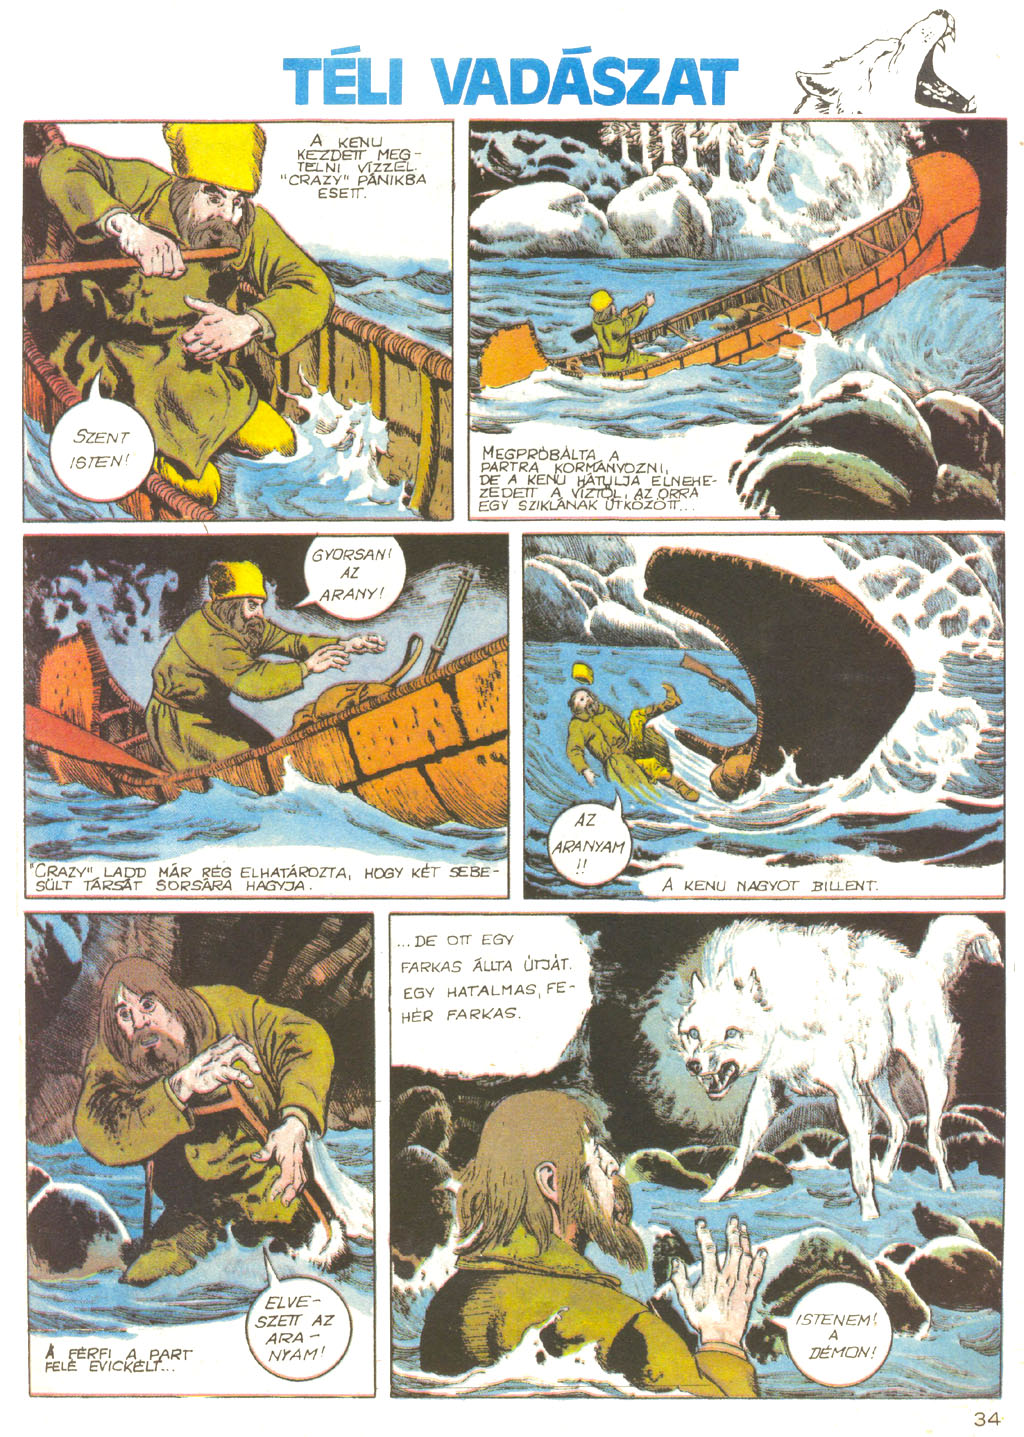 TÉLI VADÁSZAT
A KENU
KEZDETT MEG-
TELNI VÍZZEL.
"CRAZY" PÁNIKBA
ESETT.
SZENT
ISTEN!
MEGPRÓBÁLTA A
PARTRA KORMÁNYOZNI,
DE A KENU HÁTULJA ELNEHE-
ZEDETT A VÍZTŐL, AZ ORRA
EGY SZIKLÁNAK ÜTKÖZÖTT...
GYORSAN!
AZ
ARANY!
"CRAZY" LADD MÁR RÉG ELHATÁROZTA, HOGY KÉT SEBE-
SÜLT TÁRSÁT SORSÁRA HAGYJA.
AZ
ARANYAM
!!
A KENU NAGYOT BILLENT.
ELVE-
SZETT AZ
ARA-
NYAM!
A FÉRFI A PART
FELÉ EVICKÉLT...
...DE OTT EGY
FARKAS ÁLLTA ÚTJÁT.
EGY HATALMAS, FE-
HÉR FARKAS.
ISTENEM!
A
DÉMON!
34